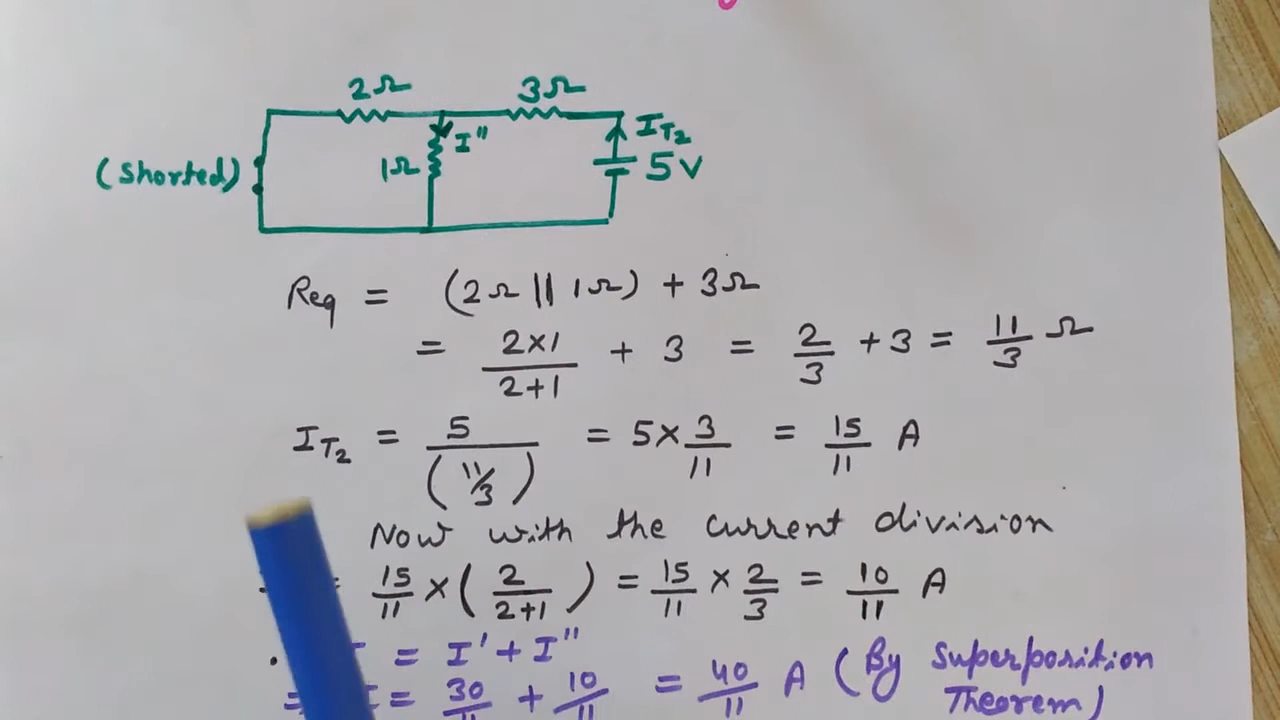 2Ω 3Ω
I_T₂
I"
(Shorted) 1Ω 5V
Req = (2Ω || 1Ω) + 3Ω
= 2×1/2+1 + 3 = 2/3 + 3 = 11/3 Ω
I_T₂ = 5/(11/3) = 5×3/11 = 15/11 A
Now with the current division
= 15/11 × (2/2+1) = 15/11 × 2/3 = 10/11 A
= I' + I" (By Superposition
= 30/11 + 10/11 = 40/11 A Theorem)